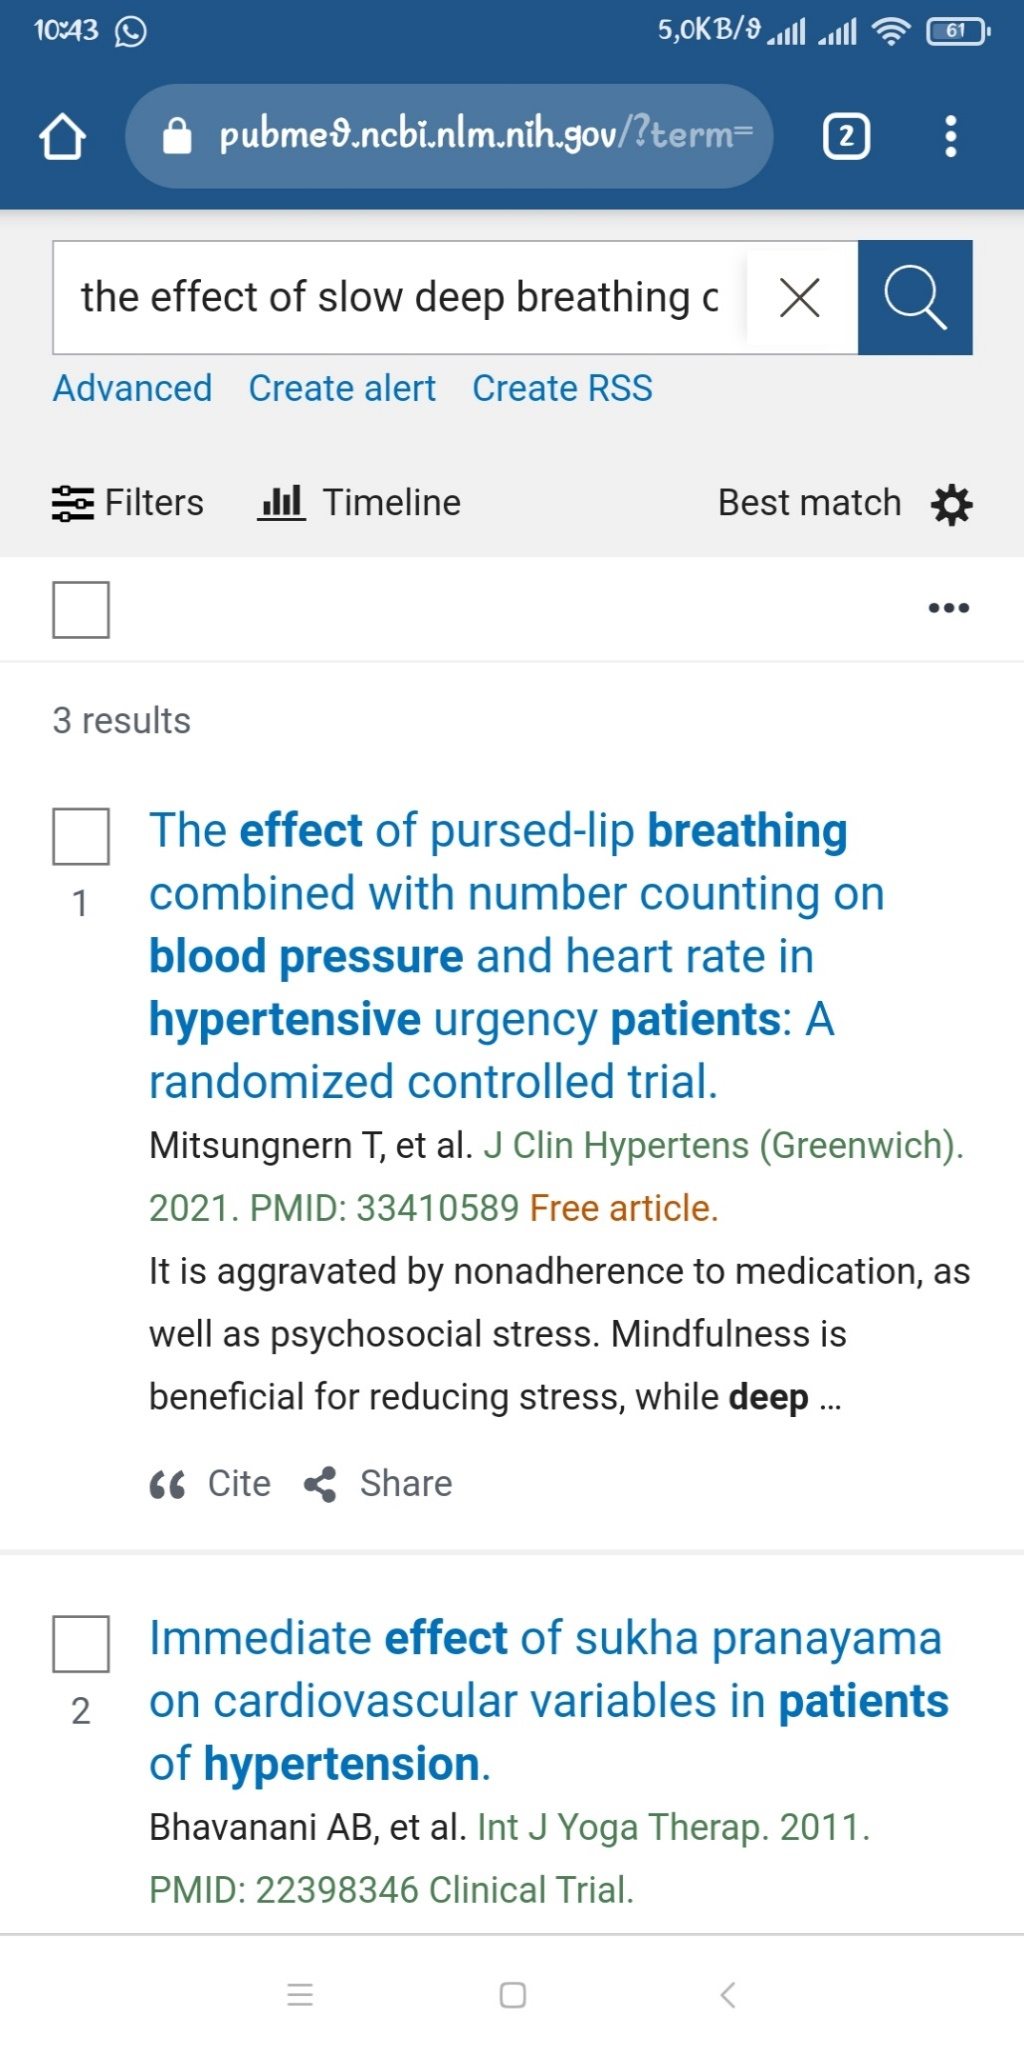 10:43
5,0KB/s
61
pubmed.ncbi.nlm.nih.gov/?term=
2
the effect of slow deep breathing
Advanced Create alert Create RSS
Filters Timeline Best match
3 results
The effect of pursed-lip breathing
1
combined with number counting on
blood pressure and heart rate in
hypertensive urgency patients: A
randomized controlled trial.
Mitsungnern T, et al. J Clin Hypertens (Greenwich).
2021. PMID: 33410589 Free article.
It is aggravated by nonadherence to medication, as
well as psychosocial stress. Mindfulness is
beneficial for reducing stress, while deep ...
Cite Share
Immediate effect of sukha pranayama
2
on cardiovascular variables in patients
of hypertension.
Bhavanani AB, et al. Int J Yoga Therap. 2011.
PMID: 22398346 Clinical Trial.